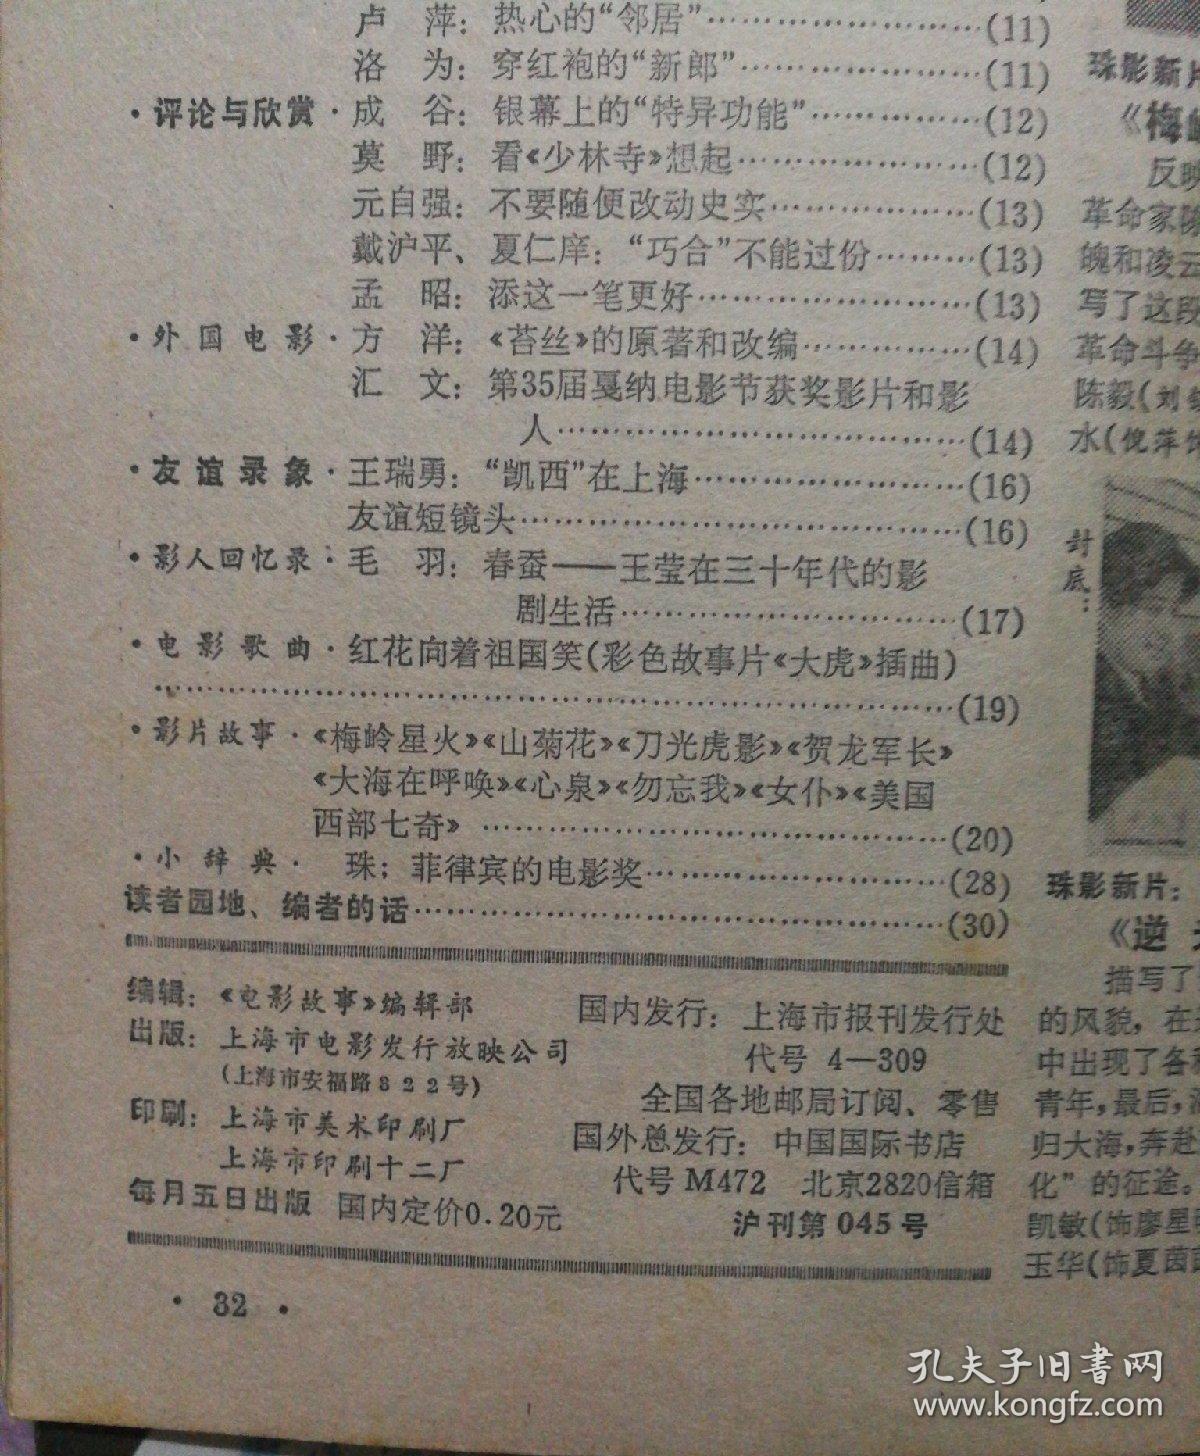 卢　萍：热心的“邻居”……………………(11)
洛　为：穿红袍的“新郎”…………………(11)
·评论与欣赏·成　谷：银幕上的“特异功能”……………(12)
莫　野：看《少林寺》想起…………………(12)
元自强：不要随便改动史实………………(13)
戴沪平、夏仁庠：“巧合”不能过份………(13)
孟　昭：添这一笔更好……………………(13)
·外国电影·方　洋：《苔丝》的原著和改编……………(14)
汇　文：第35届戛纳电影节获奖影片和影
人………………………………(14)
·友谊录象·王瑞勇：“凯西”在上海……………………(16)
友谊短镜头…………………………………(16)
·影人回忆录·毛　羽：春蚕——王莹在三十年代的影
剧生活…………………………(17)
·电影歌曲·红花向着祖国笑(彩色故事片《大虎》插曲)
………………………………………………………………(19)
·影片故事·《梅岭星火》《山菊花》《刀光虎影》《贺龙军长》
《大海在呼唤》《心泉》《勿忘我》《女仆》《美国
西部七奇》……………………………………(20)
·小辞典·　珠：菲律宾的电影奖………………………(28)
读者园地、编者的话…………………………………………(30)
编辑：《电影故事》编辑部
出版：上海市电影发行放映公司
(上海市安福路８２２号)
印刷：上海市美术印刷厂
上海市印刷十二厂
每月五日出版　国内定价0.20元
国内发行：上海市报刊发行处
代号 4—309
全国各地邮局订阅、零售
国外总发行：中国国际书店
代号M472　北京2820信箱
沪刊第 045 号
· 32 ·
珠影新片
《梅
反映
革命家陈
魄和凌云
写了这段
革命斗争
陈毅(刘
水(倪萍饰
封底：
珠影新片：
《逆
描写了
的风貌，在
中出现了各种
青年，最后，
归大海，奔赴
化”的征途。
凯敏(饰廖星
玉华(饰夏茵
孔夫子旧书网
www.kongfz.com